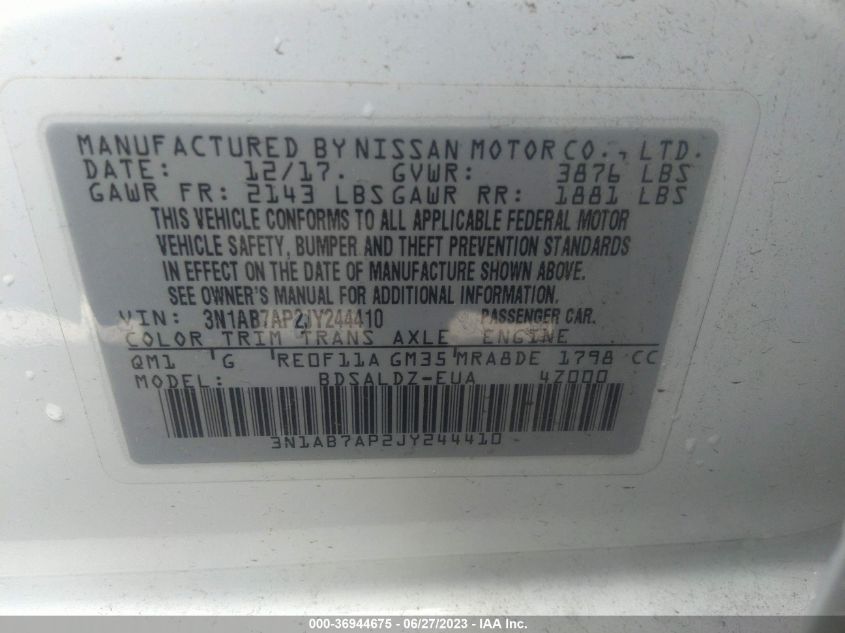 MANUFACTURED BY NISSAN MOTOR CO., LTD.
DATE: 12/17. GVWR: 3876 LBS
GAWR FR: 2143 LBS GAWR RR: 1881 LBS
THIS VEHICLE CONFORMS TO ALL APPLICABLE FEDERAL MOTOR
VEHICLE SAFETY, BUMPER AND THEFT PREVENTION STANDARDS
IN EFFECT ON THE DATE OF MANUFACTURE SHOWN ABOVE.
SEE OWNER'S MANUAL FOR ADDITIONAL INFORMATION.
VIN: 3N1AB7AP2JY244410 PASSENGER CAR.
COLOR TRIM TRANS AXLE ENGINE
QM1 G RE0F11A GM35 MRA8DE 1798 CC
MODEL: BDSALDZ-EUA 4Z000
3N1AB7AP2JY244410
000-36944675 - 06/27/2023 - IAAI.com